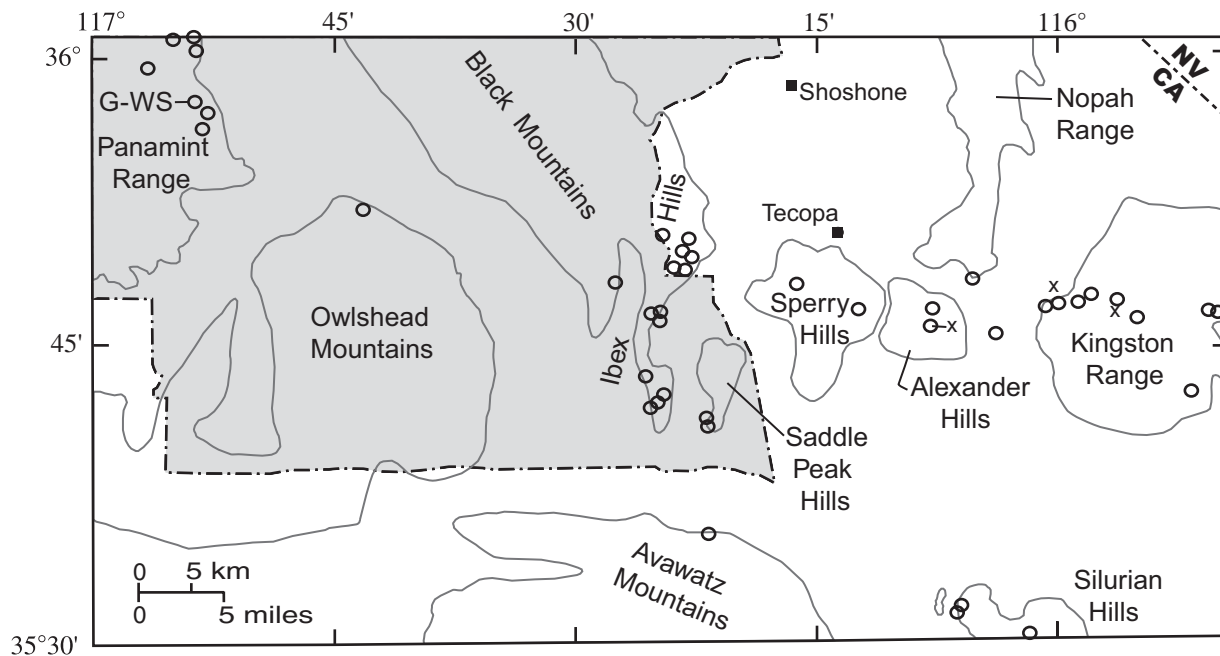 117°
45'
30'
15'
116°
36°
NV
CA
Shoshone
Nopah
Range
G-WS
Panamint
Range
Black Mountains
Hills
Tecopa
x
Sperry
Hills
x
x
45'
Owlshead
Mountains
Ibex
Kingston
Range
Alexander
Hills
Saddle
Peak
Hills
Avawatz
Mountains
Silurian
Hills
0 5 km
0 5 miles
35°30'